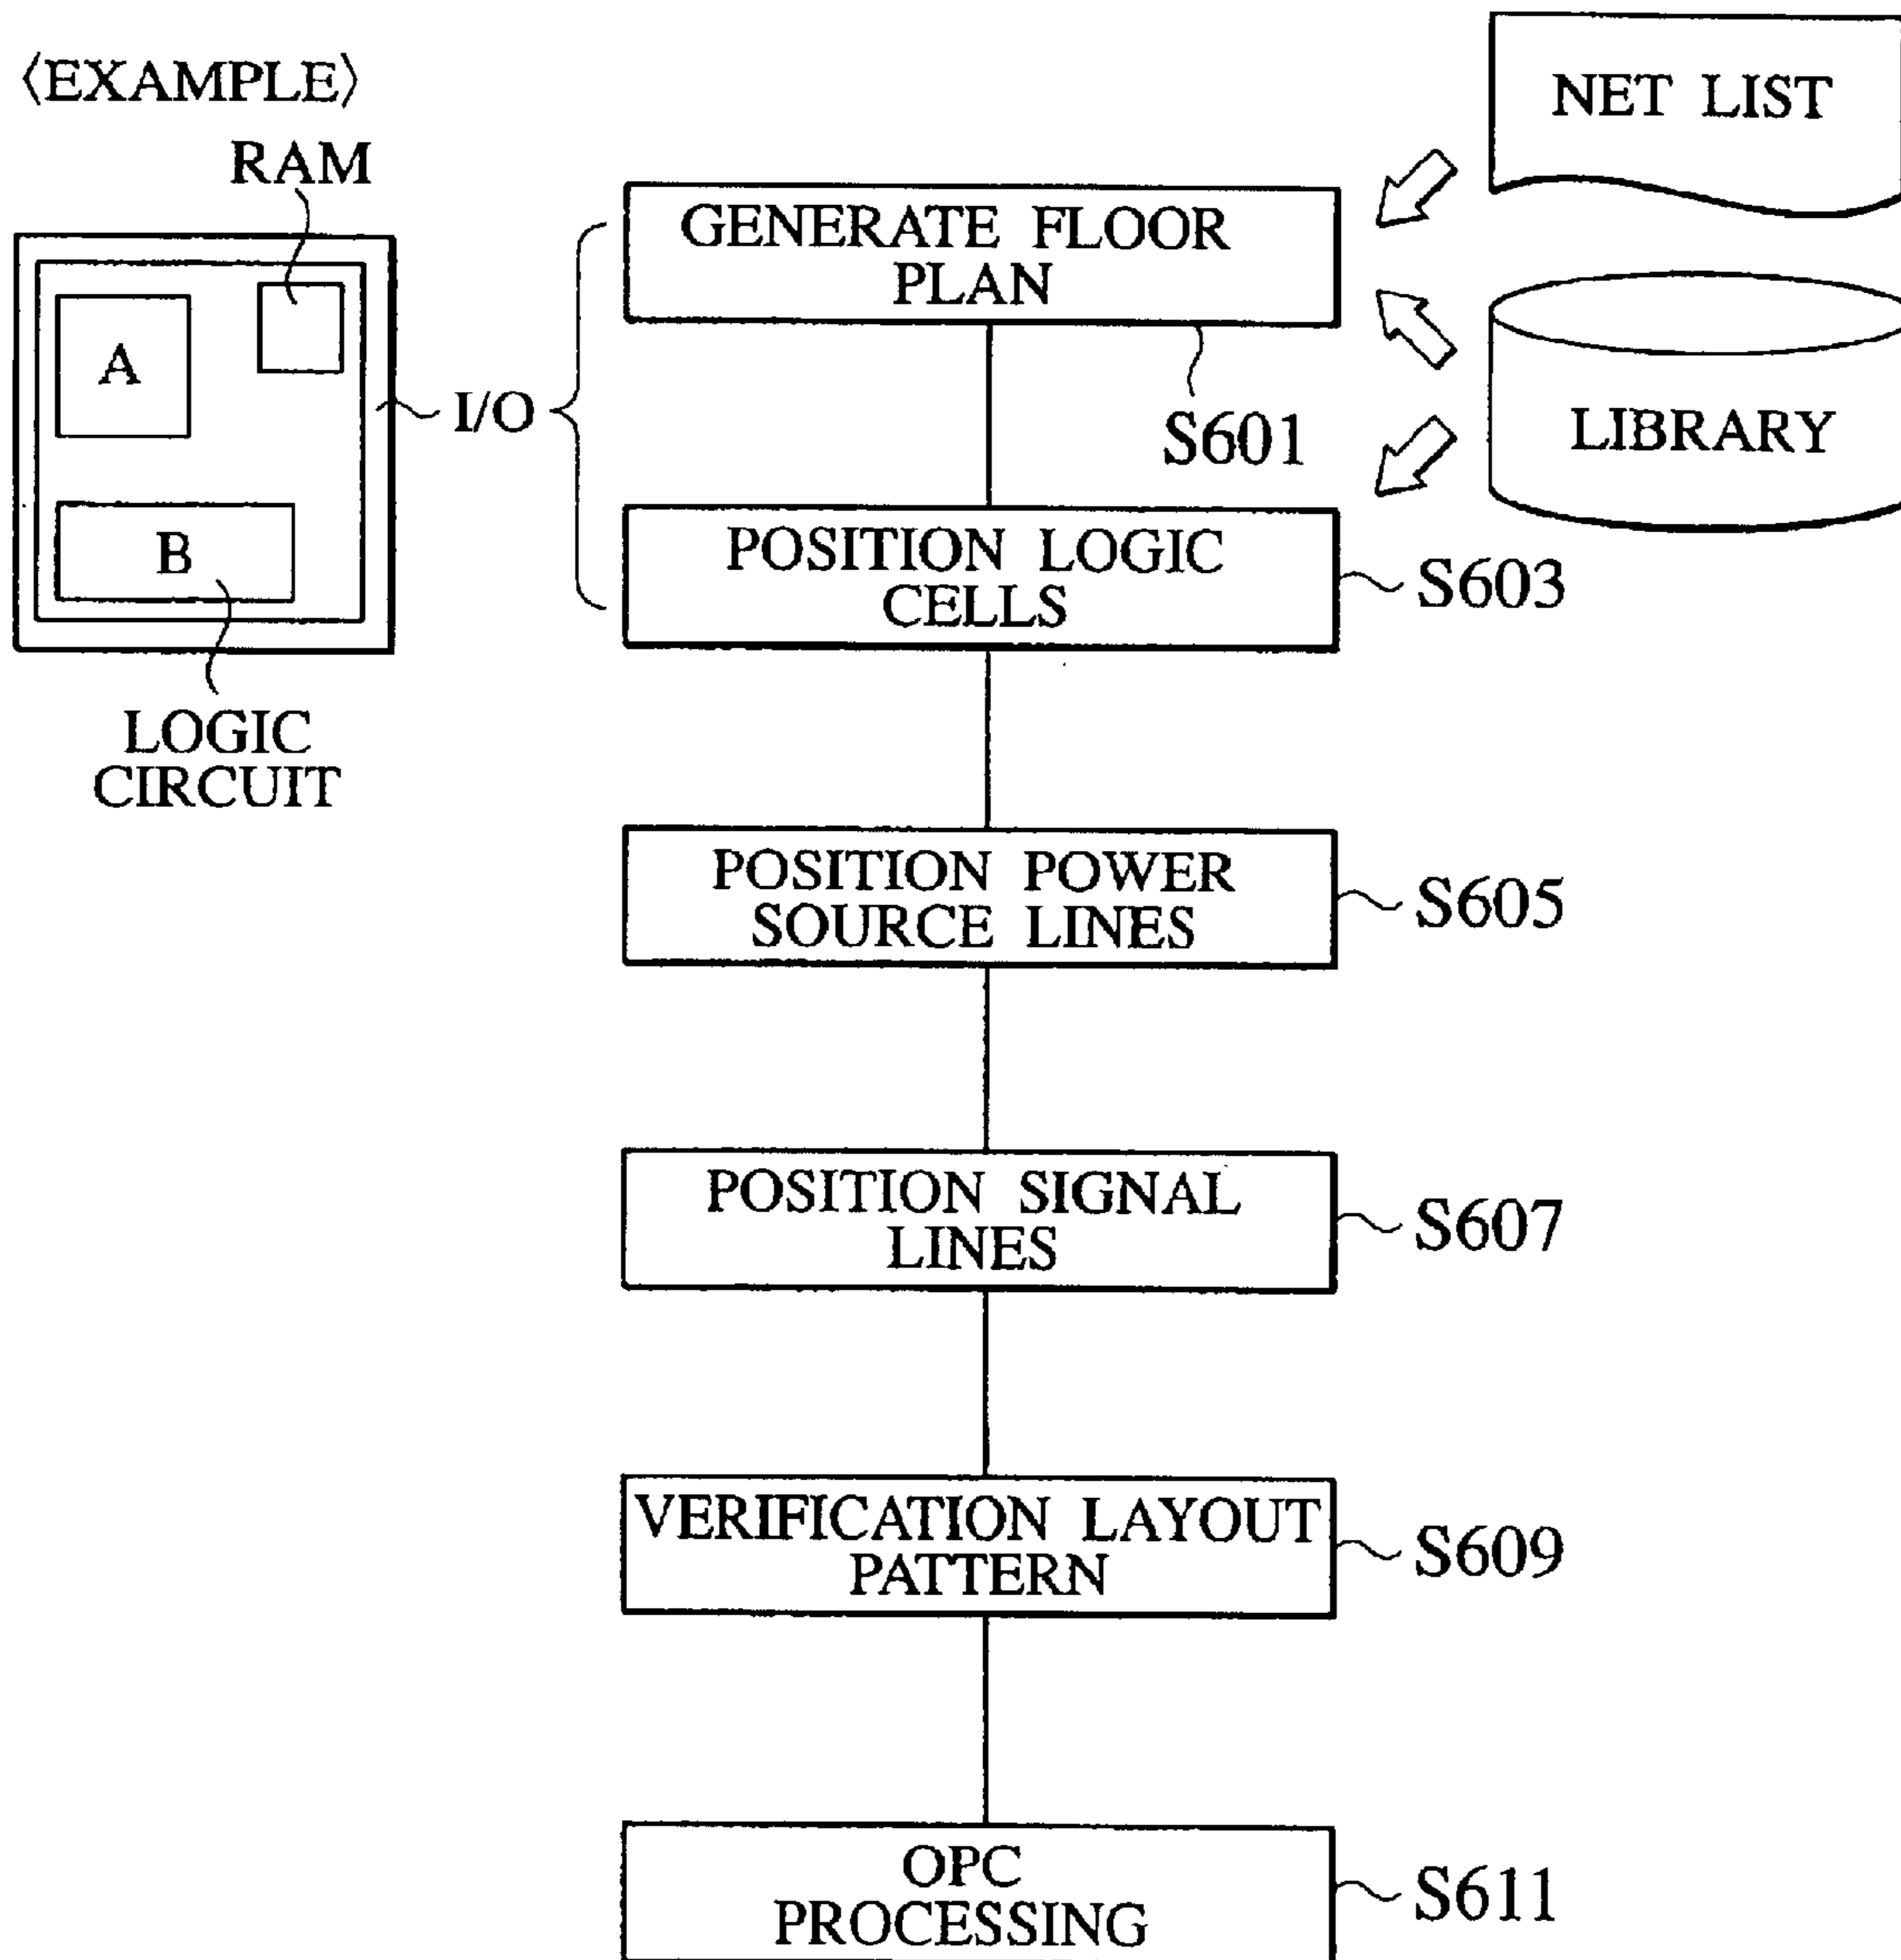 〈EXAMPLE〉
RAM
A
I/O
B
LOGIC
CIRCUIT
NET LIST
LIBRARY
GENERATE FLOOR
PLAN
S601
POSITION LOGIC
CELLS
S603
POSITION POWER
SOURCE LINES
S605
POSITION SIGNAL
LINES
S607
VERIFICATION LAYOUT
PATTERN
S609
OPC
PROCESSING
S611